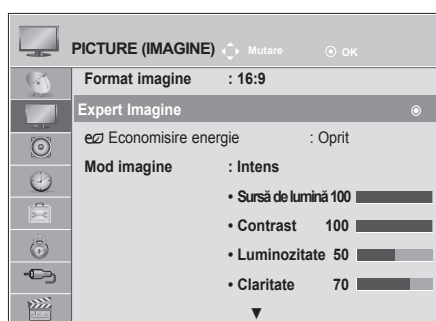 PICTURE (IMAGINE) Mutare OK
Format imagine : 16:9
Expert Imagine
e Economisire energie : Oprit
Mod imagine : Intens
• Sursă de lumină 100
• Contrast 100
• Luminozitate 50
• Claritate 70